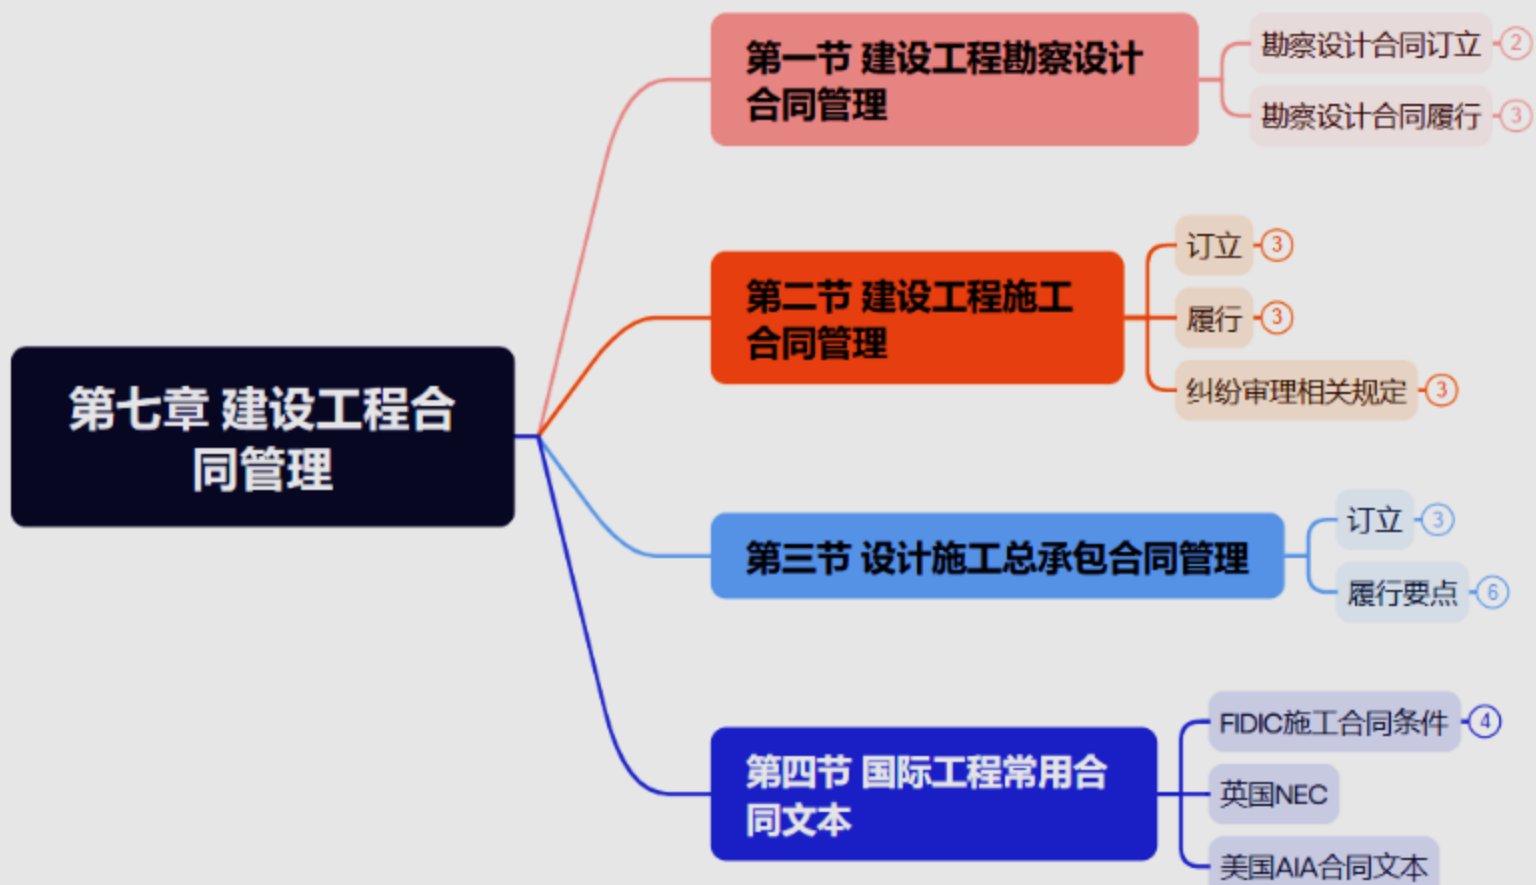 第七章 建设工程合
同管理
第一节 建设工程勘察设计
合同管理
勘察设计合同订立
2
勘察设计合同履行
3
第二节 建设工程施工
合同管理
订立
3
履行
3
纠纷审理相关规定
3
第三节 设计施工总承包合同管理
订立
3
履行要点
6
第四节 国际工程常用合
同文本
FIDIC施工合同条件
4
英国NEC
美国AIA合同文本